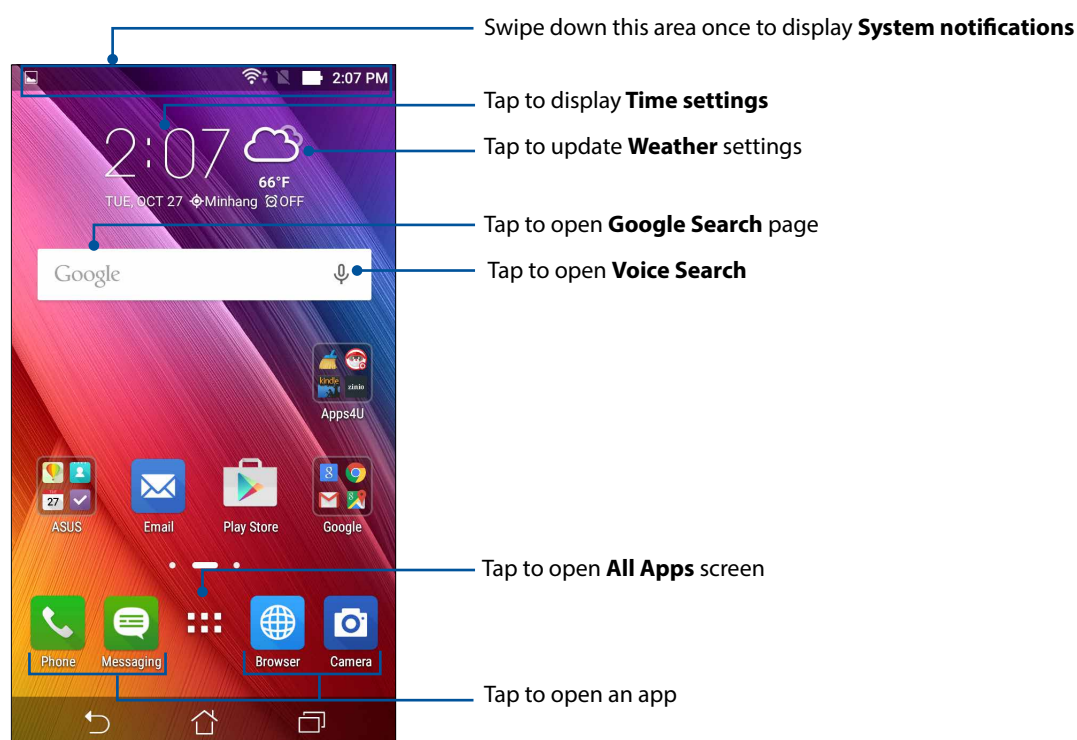 Swipe down this area once to display System notifications
2:07 PM
Tap to display Time settings
2:07
Tap to update Weather settings
66°F
TUE, OCT 27 Minhang OFF
Tap to open Google Search page
Google
Tap to open Voice Search
kindle
zinio
Apps4U
8
8
27
ASUS
Email
Play Store
Google
Tap to open All Apps screen
Phone
Messaging
Browser
Camera
Tap to open an app